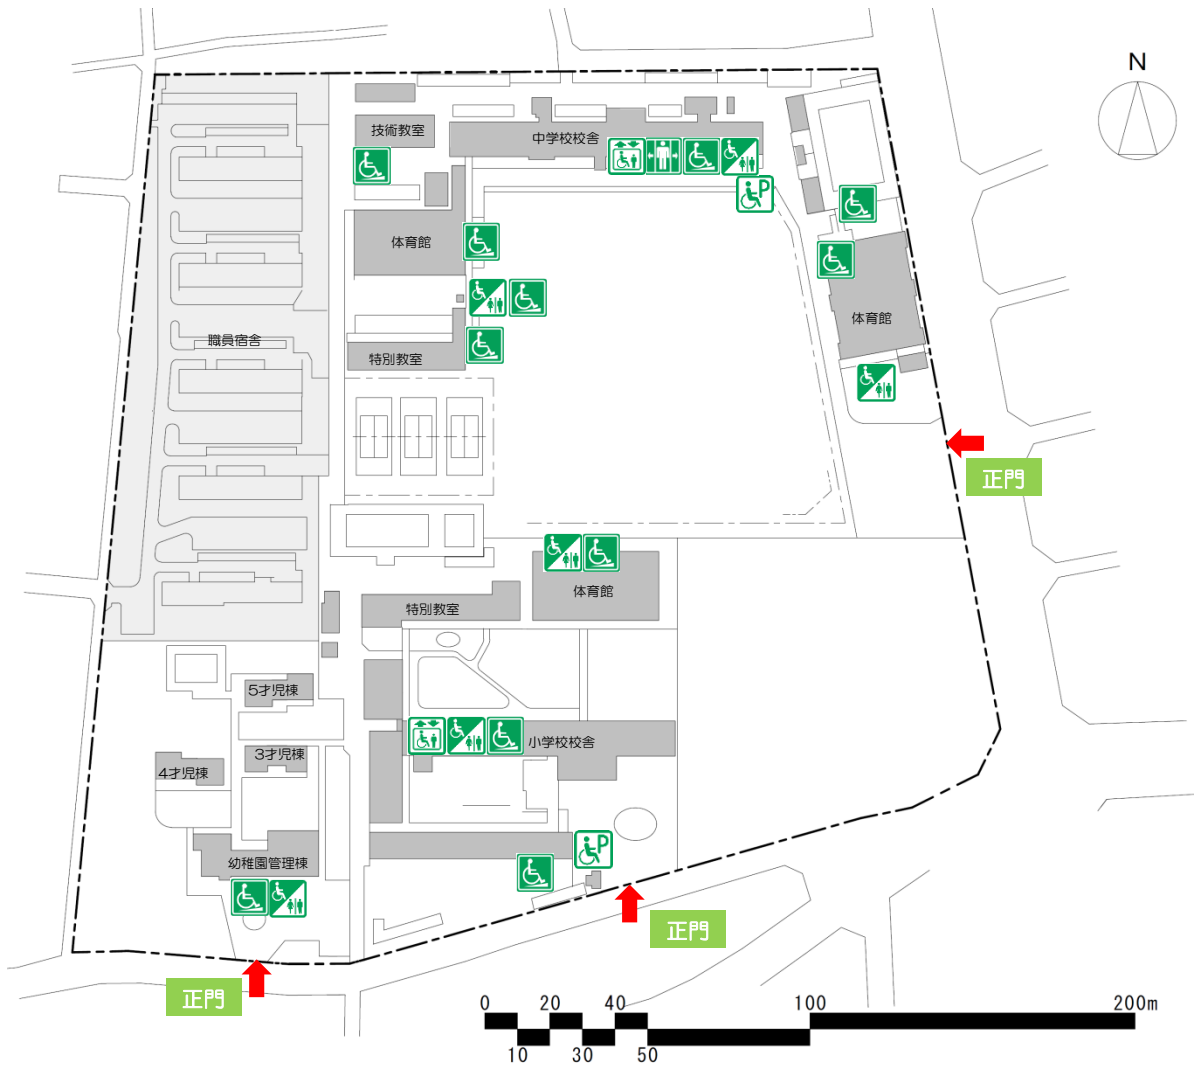 N
技術教室
中学校校舎
P
体育館
体育館
職員宿舎
特別教室
正門
体育館
特別教室
5才児棟
小学校校舎
3才児棟
4才児棟
P
幼稚園管理棟
正門
正門
0 20 40 100 200m
10 30 50